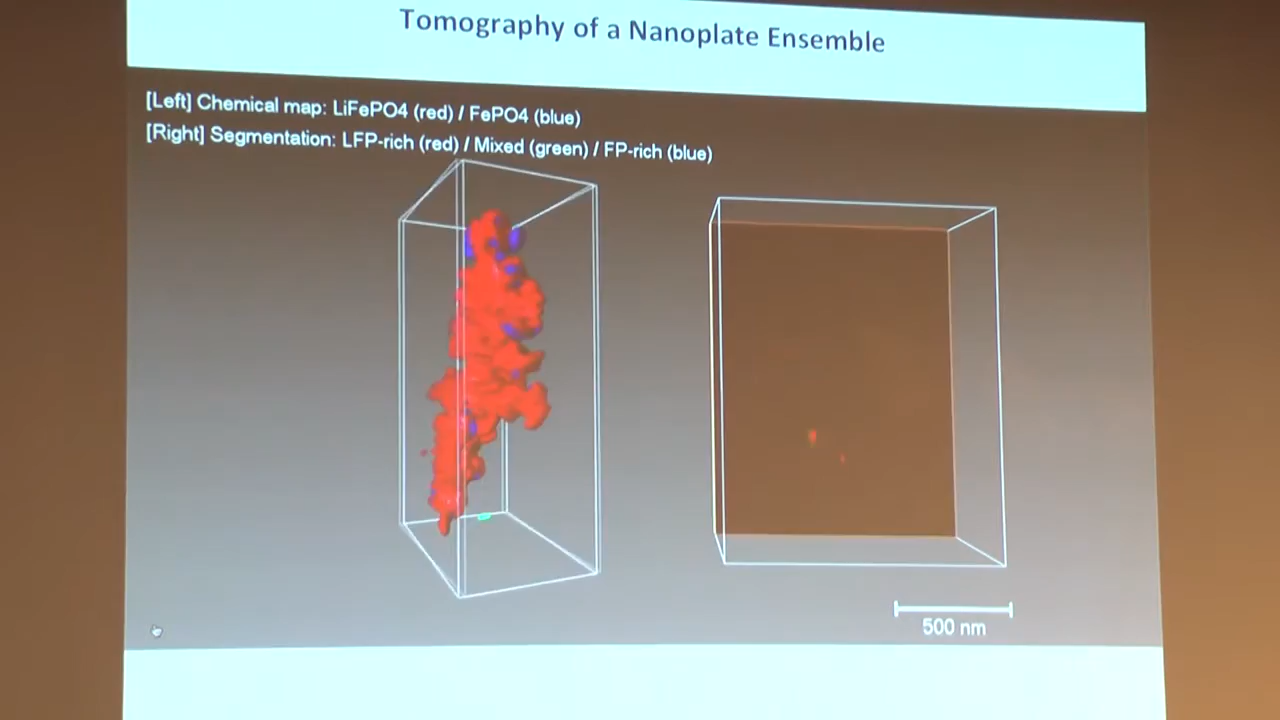 Tomography of a Nanoplate Ensemble
[Left] Chemical map: LiFePO4 (red) / FePO4 (blue)
[Right] Segmentation: LFP-rich (red) / Mixed (green) / FP-rich (blue)
500 nm